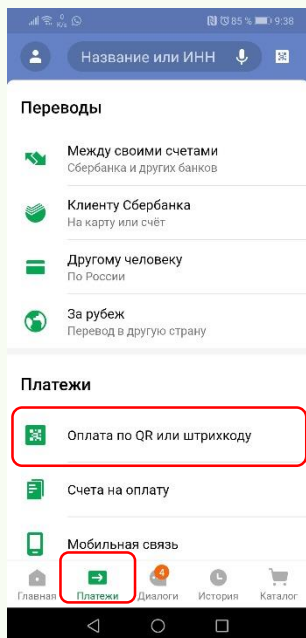 0 K/s 85 % 9:38
Название или ИНН
Переводы
Между своими счетами
Сбербанка и других банков
Клиенту Сбербанка
На карту или счёт
Другому человеку
По России
За рубеж
Перевод в другую страну
Платежи
Оплата по QR или штрихкоду
Счета на оплату
Мобильная связь
4
Главная Платежи Диалоги История Каталог